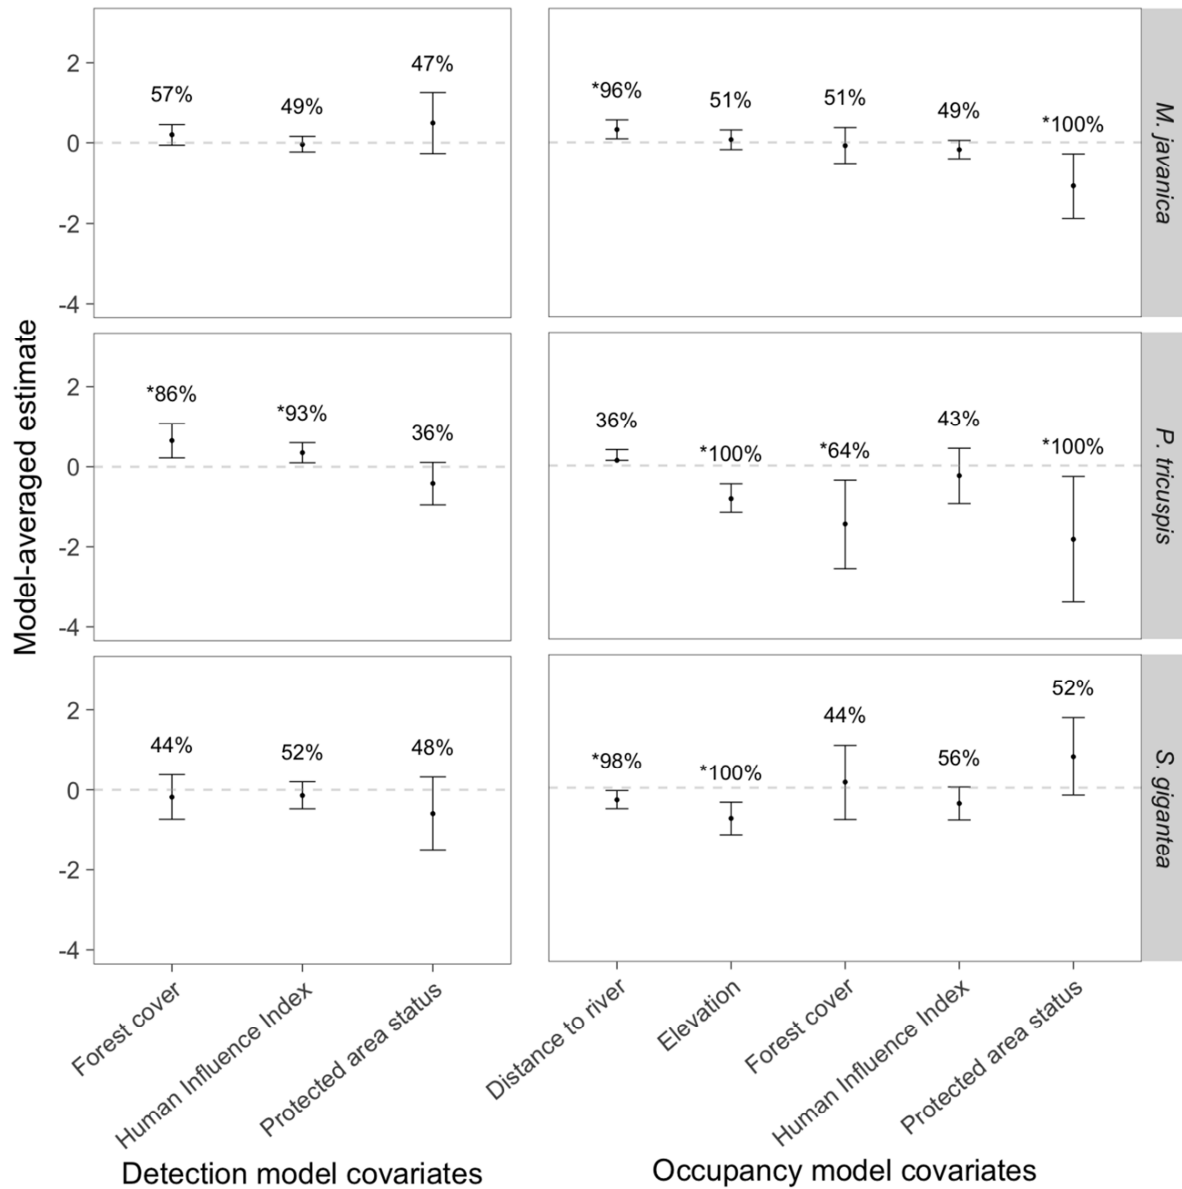 Model-averaged estimate
2
0
-2
-4
57%
49%
47%
*96%
51%
51%
49%
*100%
M. javanica
2
0
-2
-4
*86%
*93%
36%
36%
*100%
*64%
43%
*100%
P. tricuspis
2
0
-2
-4
44%
52%
48%
*98%
*100%
44%
56%
52%
S. gigantea
Forest cover
Human Influence Index
Protected area status
Distance to river
Elevation
Forest cover
Human Influence Index
Protected area status
Detection model covariates
Occupancy model covariates